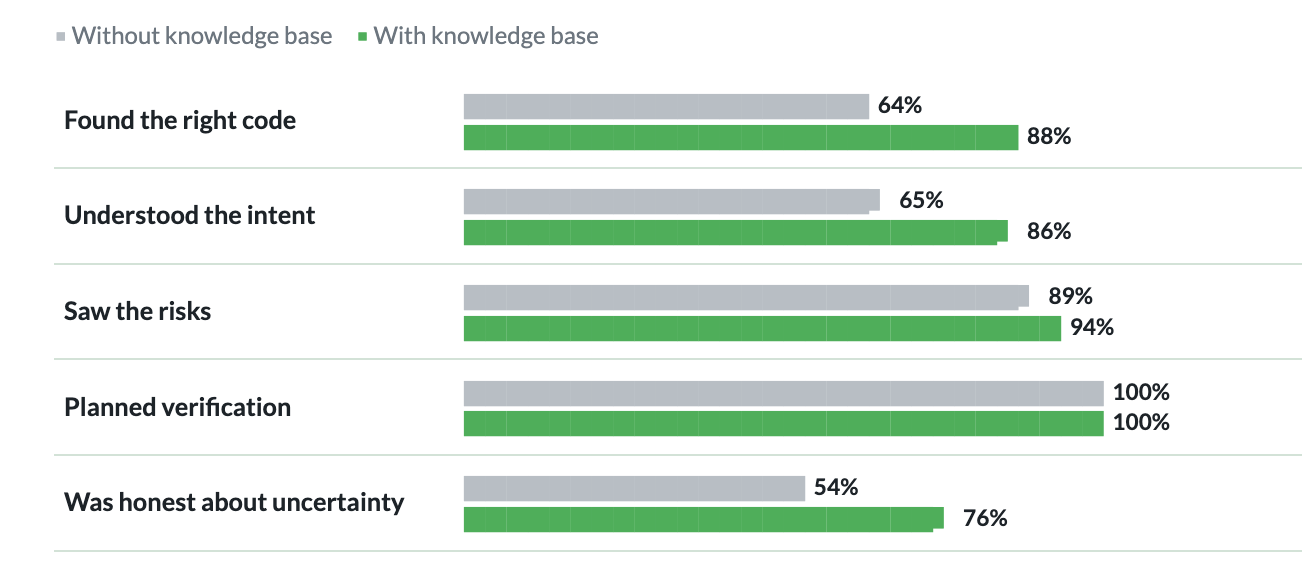 Without knowledge base With knowledge base
Found the right code 64%
88%
Understood the intent 65%
86%
Saw the risks 89%
94%
Planned verification 100%
100%
Was honest about uncertainty 54%
76%